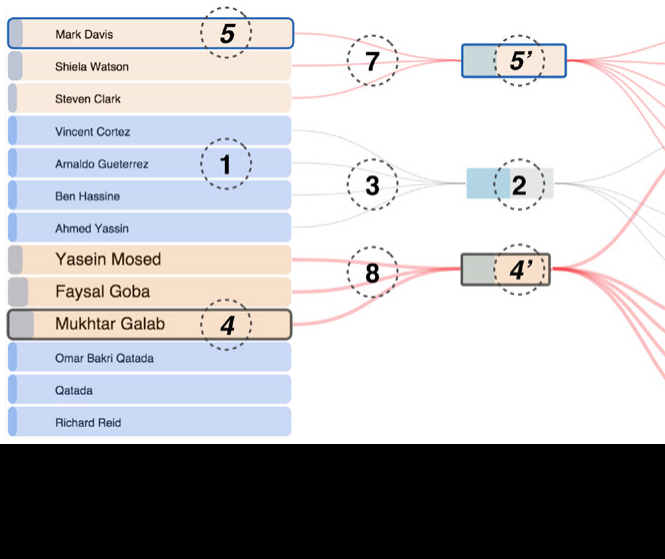 Mark Davis 5
Shiela Watson 7 5’
Steven Clark
Vincent Cortez
Arnaldo Gueterrez 1
Ben Hassine 3 2
Ahmed Yassin
Yasein Mosed
Faysal Goba 8 4’
Mukhtar Galab 4
Omar Bakri Qatada
Qatada
Richard Reid